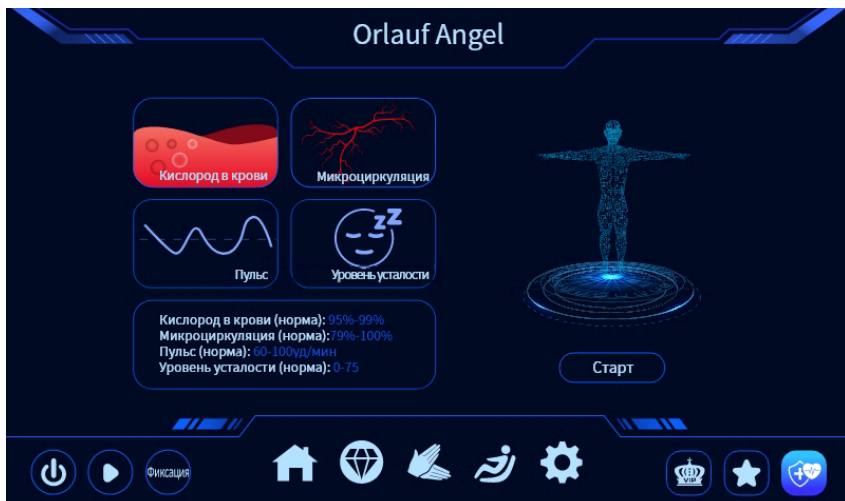 Orlauf Angel
Кислород в крови
Микроциркуляция
zz
Пульс
Уровень усталости
Кислород в крови (норма): 95%-99%
Микроциркуляция (норма):79%-100%
Пульс (норма): 60-100уд/мин
Уровень усталости (норма): 0-75
Старт
Фиксация
VIP